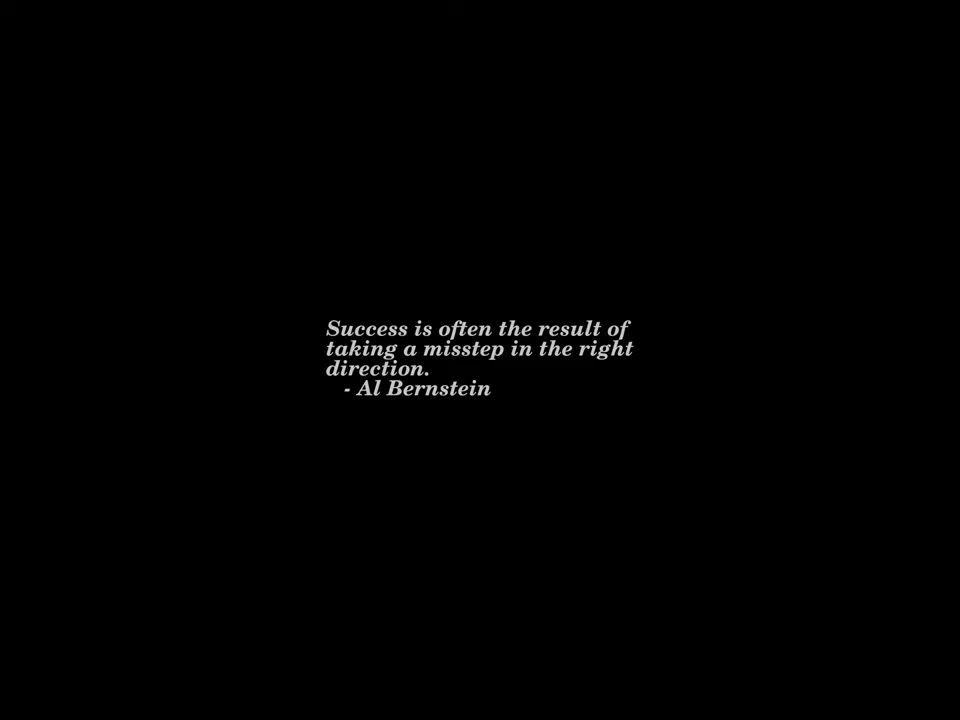 Success is often the result of
taking a misstep in the right
direction.
- Al Bernstein